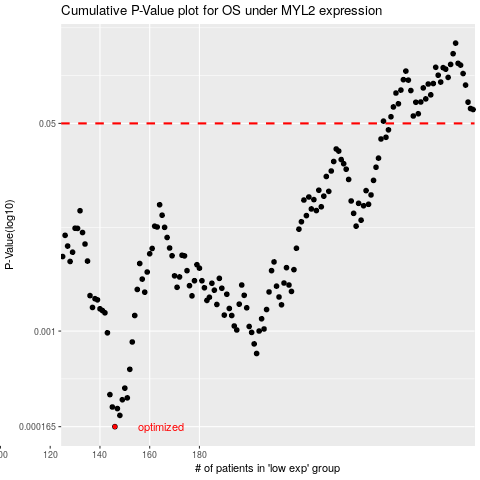 Cumulative P-Value plot for OS under MYL2 expression
P-Value(log10)
0.05
0.001
0.000165
optimized
00 120 140 160 180
# of patients in 'low exp' group